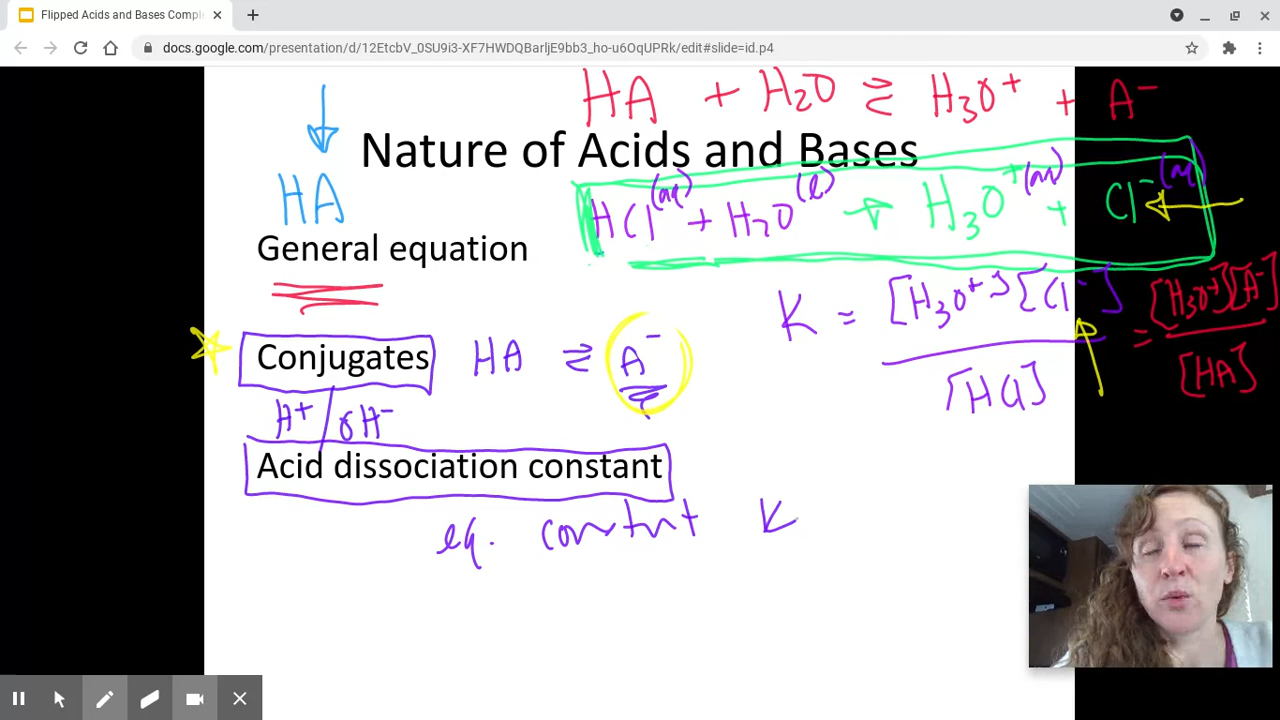 Flipped Acids and Bases Comple
docs.google.com/presentation/d/12EtcbV_0SU9i3-XF7HWDQBarljE9bb3_ho-u6OqUPRk/edit#slide=id.p4
HA + H2O ⇄ H3O+ + A-
Nature of Acids and Bases
HA
HCl(aq) + H2O(l) → H3O+(aq) + Cl-(aq)
General equation
K = [H3O+][Cl-] / [HCl] = [H3O+][A-] / [HA]
Conjugates HA ⇄ A-
H+ / OH-
Acid dissociation constant
eq. constnt K